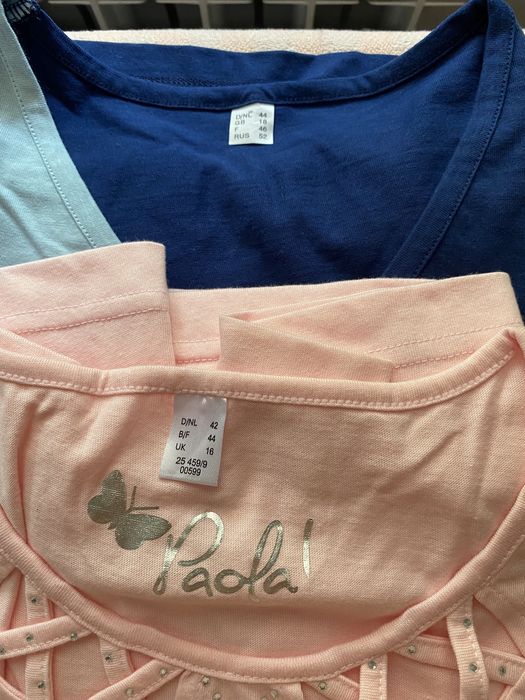 D/NL 44
GB 18
F 46
RUS 52
D/NL 42
B/F 44
UK 16
25 459/9
00599
Paola!